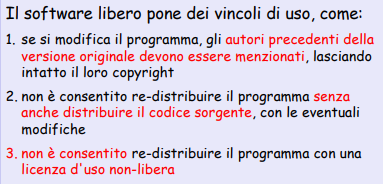 Il software libero pone dei vincoli di uso, come:
1. se si modifica il programma, gli autori precedenti della
versione originale devono essere menzionati, lasciando
intatto il loro copyright
2. non è consentito re-distribuire il programma senza
anche distribuire il codice sorgente, con le eventuali
modifiche
3. non è consentito re-distribuire il programma con una
licenza d'uso non-libera